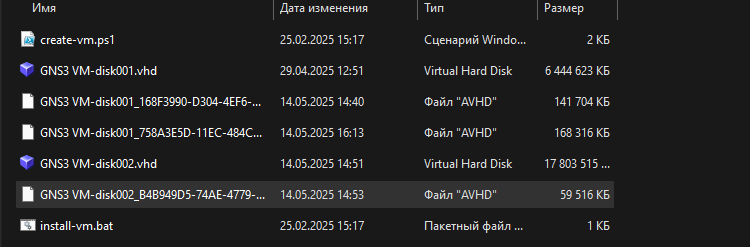 Имя Дата изменения Тип Размер
create-vm.ps1 25.02.2025 15:17 Сценарий Windo... 2 КБ
GNS3 VM-disk001.vhd 29.04.2025 12:51 Virtual Hard Disk 6 444 623 КБ
GNS3 VM-disk001_168F3990-D304-4EF6-... 14.05.2025 14:40 Файл "AVHD" 141 704 КБ
GNS3 VM-disk001_758A3E5D-11EC-484C... 14.05.2025 16:13 Файл "AVHD" 168 316 КБ
GNS3 VM-disk002.vhd 14.05.2025 14:51 Virtual Hard Disk 17 803 515 ...
GNS3 VM-disk002_B4B949D5-74AE-4779-... 14.05.2025 14:53 Файл "AVHD" 59 516 КБ
install-vm.bat 25.02.2025 15:17 Пакетный файл ... 1 КБ